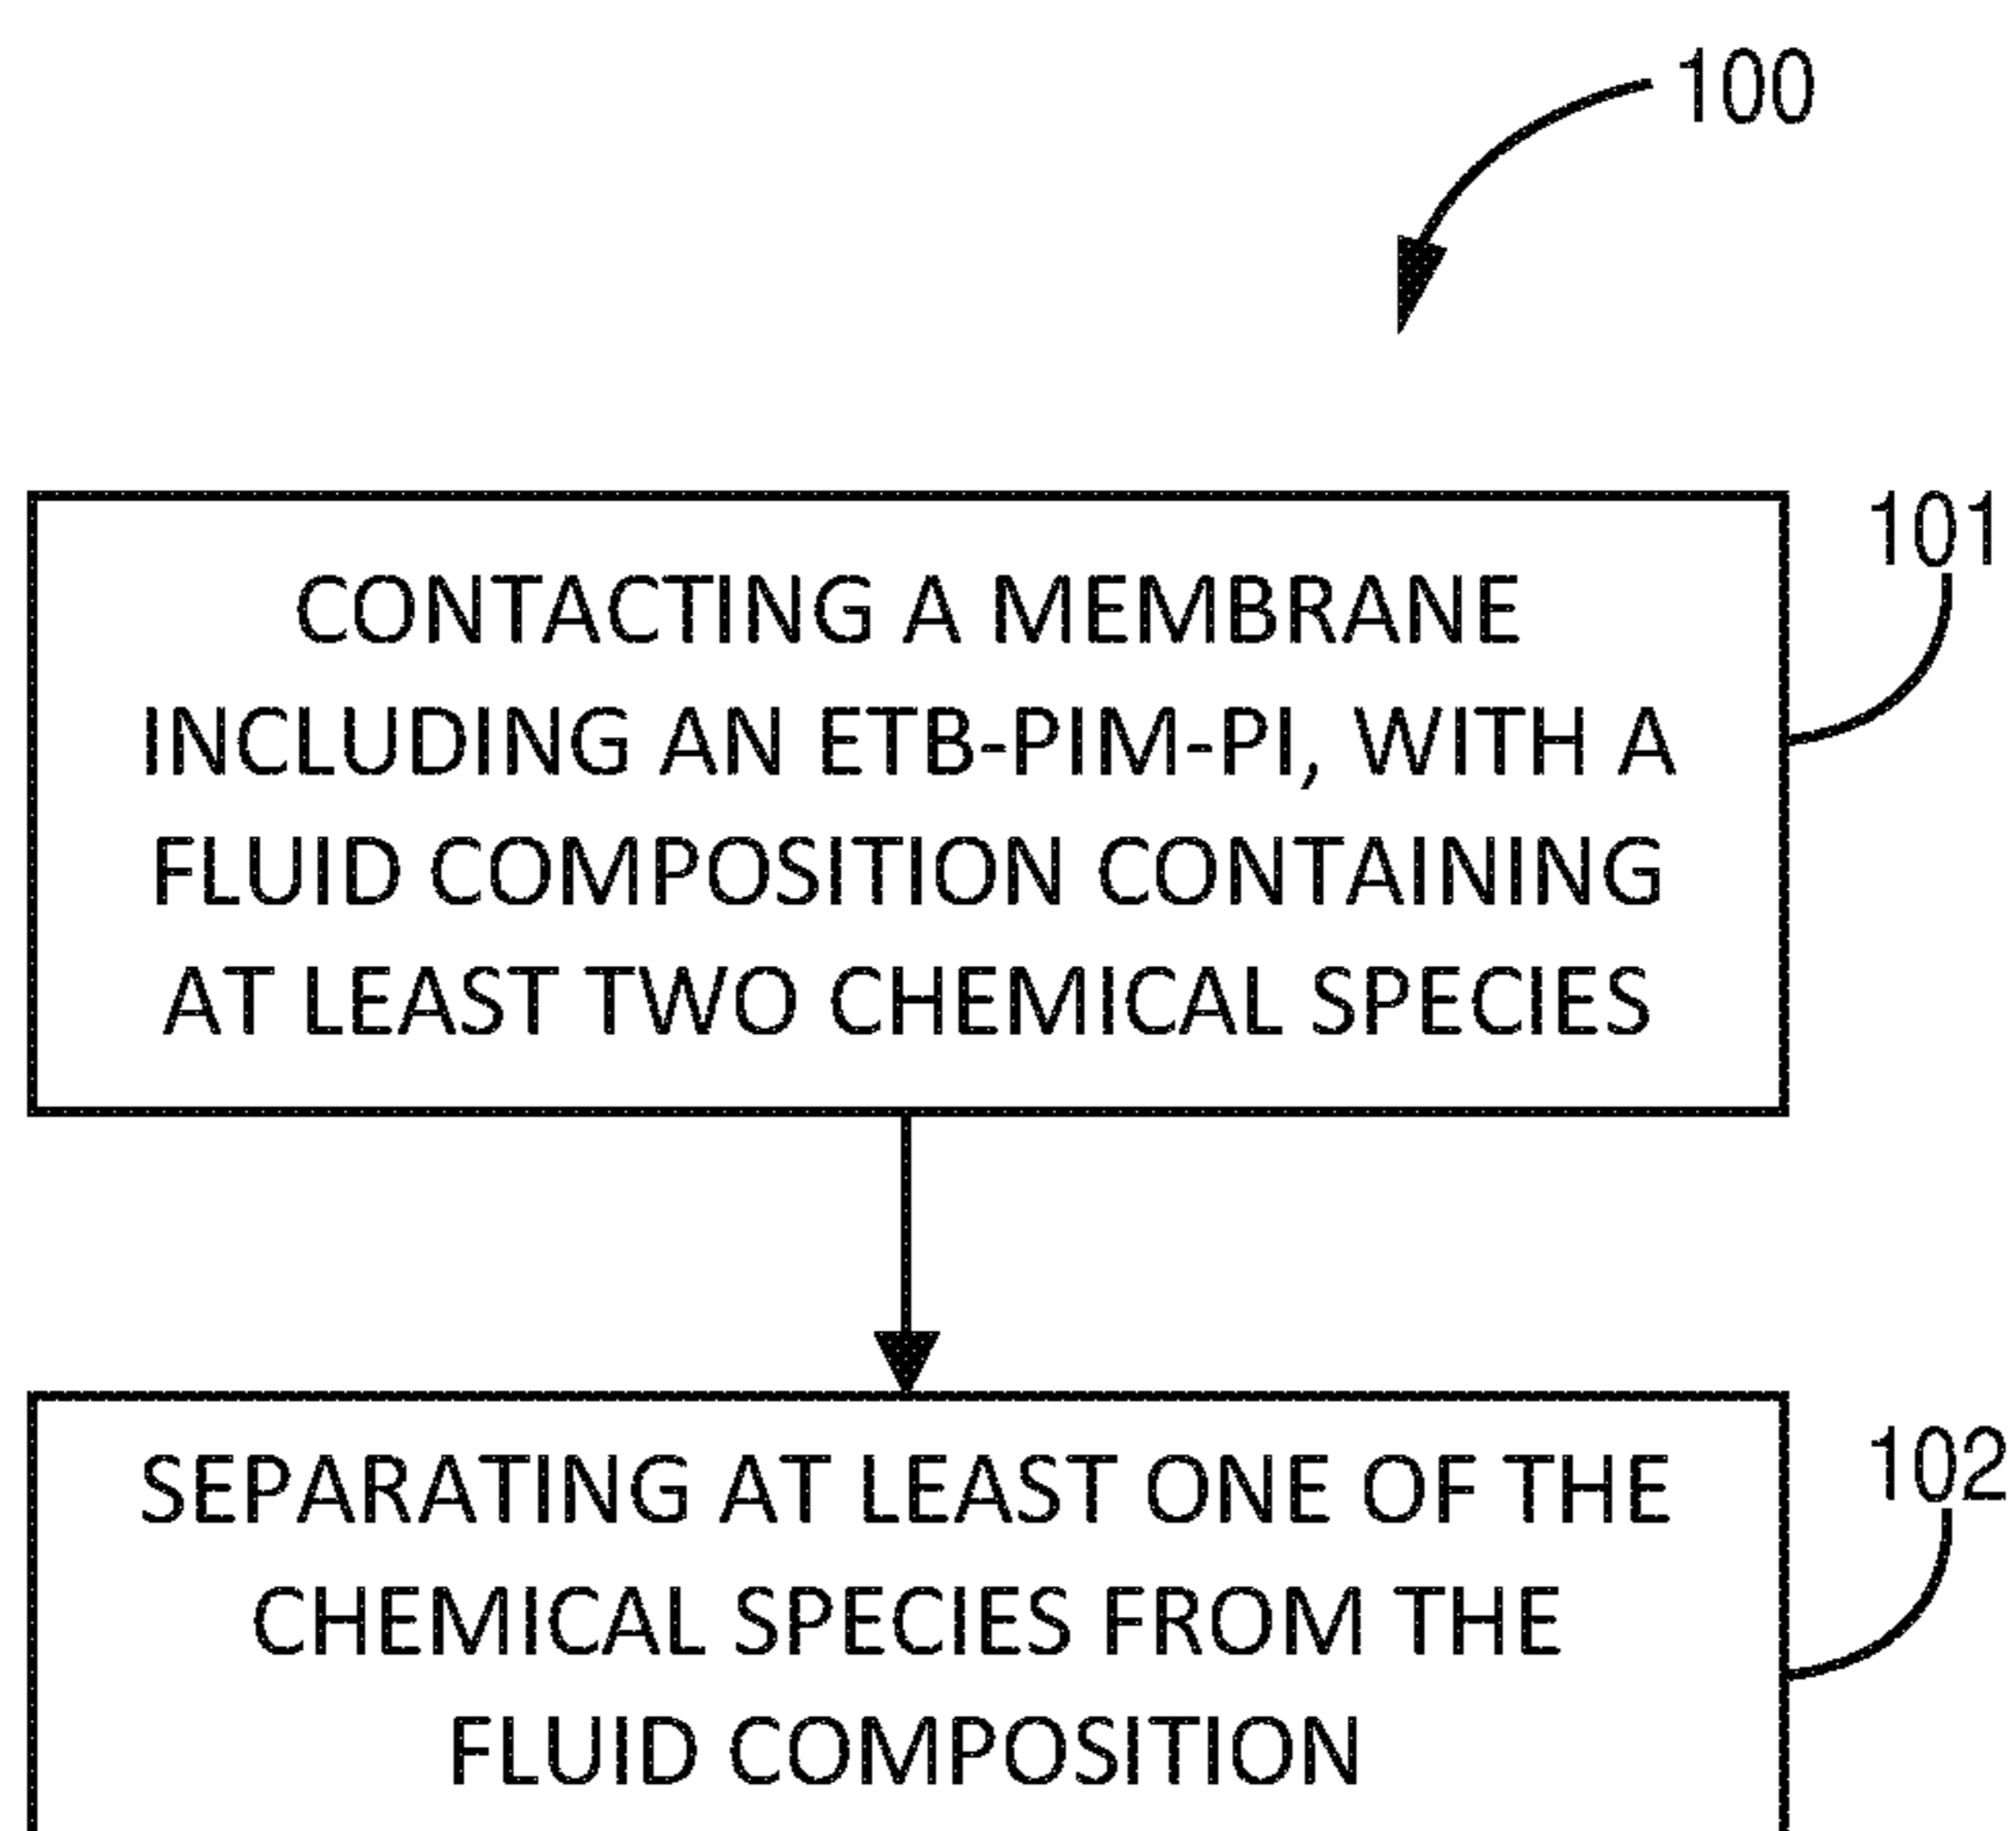 100
101
CONTACTING A MEMBRANE
INCLUDING AN ETB-PIM-PI, WITH A
FLUID COMPOSITION CONTAINING
AT LEAST TWO CHEMICAL SPECIES
102
SEPARATING AT LEAST ONE OF THE
CHEMICAL SPECIES FROM THE
FLUID COMPOSITION